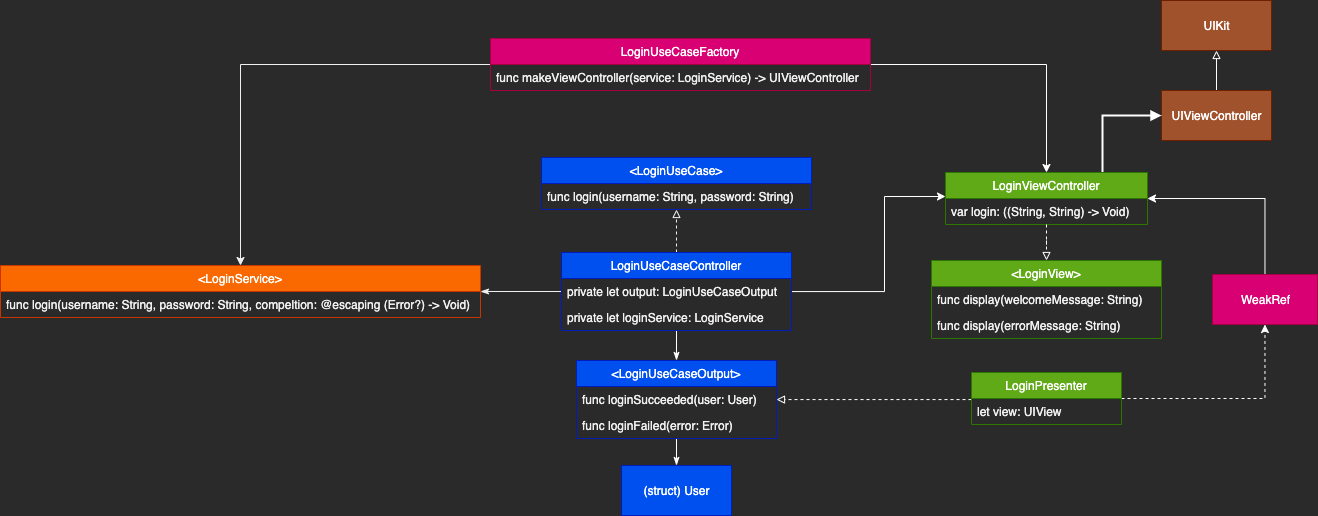 UIKit
LoginUseCaseFactory
func makeViewController(service: LoginService) -> UIViewController
UIViewController
<LoginUseCase>
func login(username: String, password: String)
LoginViewController
var login: ((String, String) -> Void)
LoginUseCaseController
private let output: LoginUseCaseOutput
private let loginService: LoginService
<LoginService>
func login(username: String, password: String, compeltion: @escaping (Error?) -> Void)
<LoginView>
func display(welcomeMessage: String)
func display(errorMessage: String)
WeakRef
<LoginUseCaseOutput>
func loginSucceeded(user: User)
func loginFailed(error: Error)
LoginPresenter
let view: UIView
(struct) User